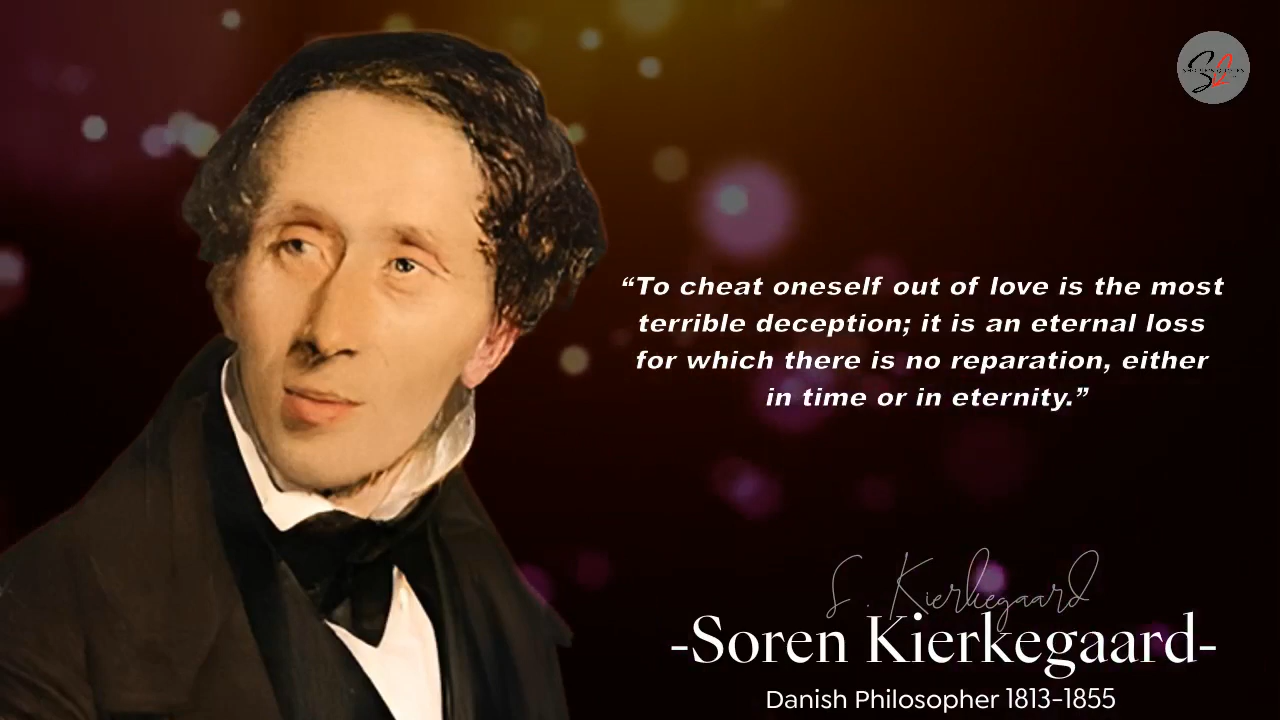 “To cheat oneself out of love is the most
terrible deception; it is an eternal loss
for which there is no reparation, either
in time or in eternity.”
S. Kierkegaard
-Soren Kierkegaard-
Danish Philosopher 1813-1855